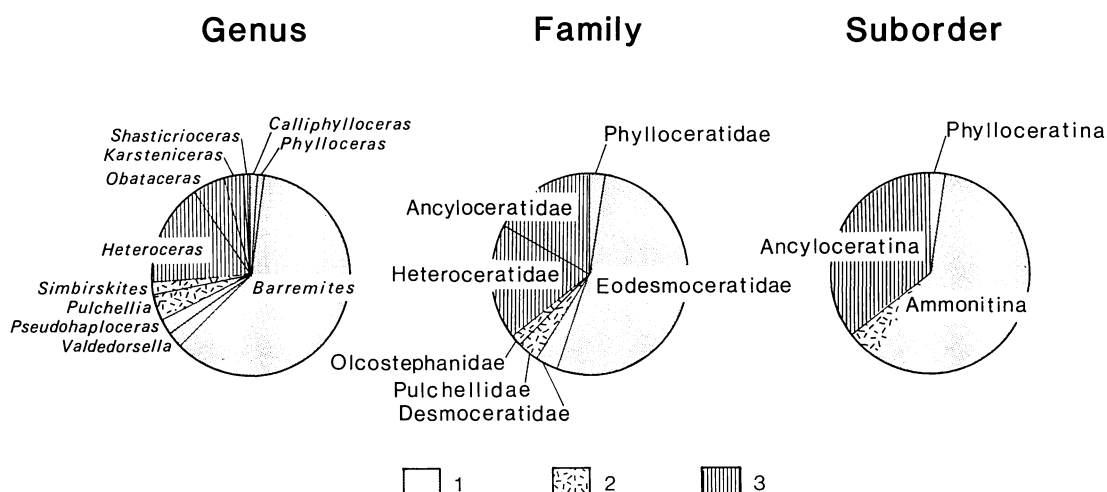 Genus
Family
Suborder
Shasticrioceras
Calliphylloceras
Karsteniceras
Phylloceras
Obataceras
Heteroceras
Simbirskites
Pulchellia
Pseudohaploceras
Valdedorsella
Barremites
Phylloceratidae
Ancyloceratidae
Heteroceratidae
Eodesmoceratidae
Olcostephanidae
Pulchellidae
Desmoceratidae
Phylloceratina
Ancyloceratina
Ammonitina
1
2
3